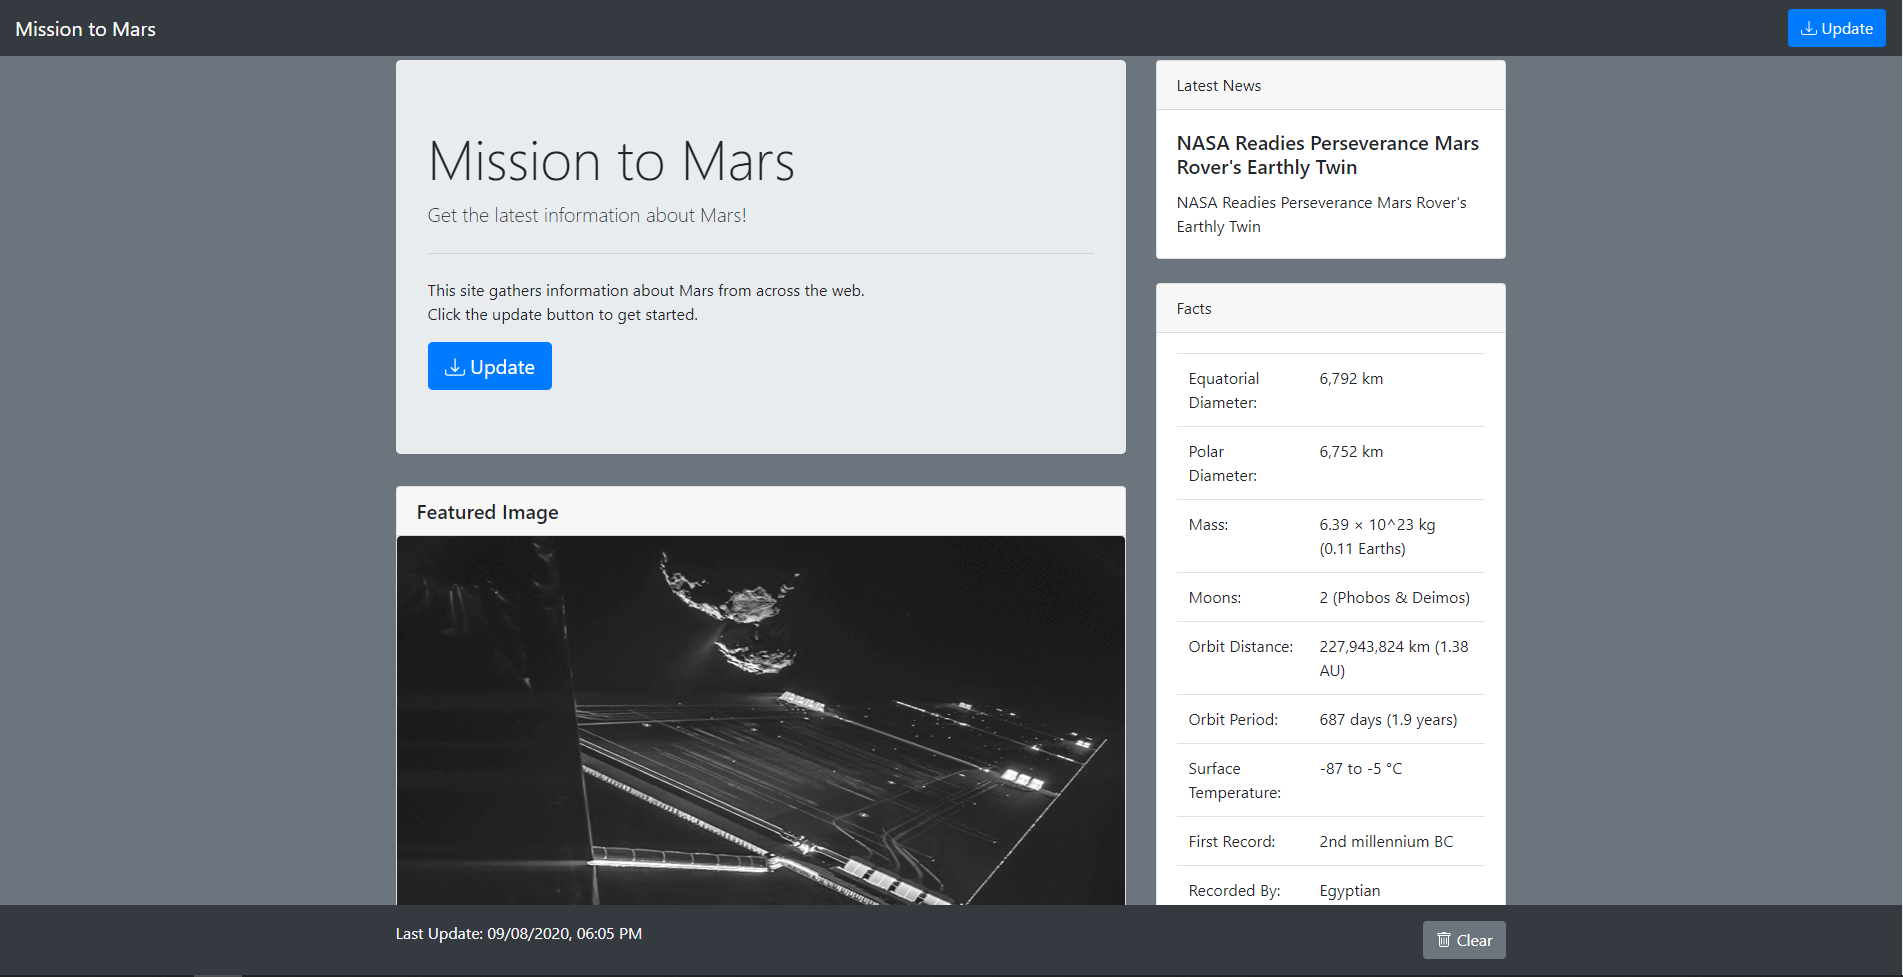 Mission to Mars
Update
Mission to Mars
Get the latest information about Mars!
This site gathers information about Mars from across the web.
Click the update button to get started.
Update
Featured Image
Latest News
NASA Readies Perseverance Mars
Rover's Earthly Twin
NASA Readies Perseverance Mars Rover's
Earthly Twin
Facts
Equatorial 6,792 km
Diameter:
Polar 6,752 km
Diameter:
Mass: 6.39 × 10^23 kg
(0.11 Earths)
Moons: 2 (Phobos & Deimos)
Orbit Distance: 227,943,824 km (1.38
AU)
Orbit Period: 687 days (1.9 years)
Surface -87 to -5 °C
Temperature:
First Record: 2nd millennium BC
Recorded By: Egyptian
Last Update: 09/08/2020, 06:05 PM
Clear